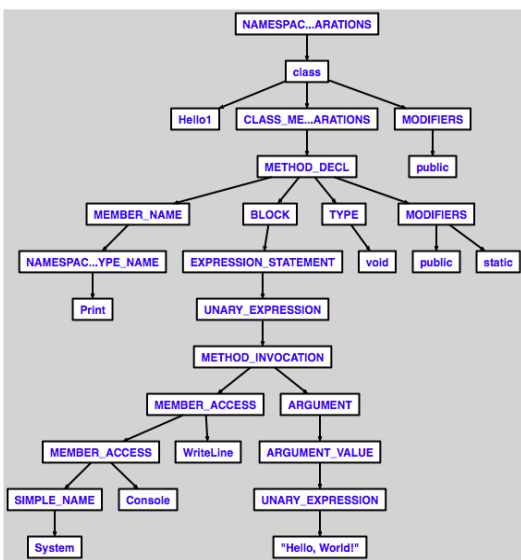 NAMESPAC...ARATIONS
class
Hello1 CLASS_ME...ARATIONS MODIFIERS
METHOD_DECL public
MEMBER_NAME BLOCK TYPE MODIFIERS
NAMESPAC...YPE_NAME EXPRESSION_STATEMENT void public static
Print UNARY_EXPRESSION
METHOD_INVOCATION
MEMBER_ACCESS ARGUMENT
MEMBER_ACCESS WriteLine ARGUMENT_VALUE
SIMPLE_NAME Console UNARY_EXPRESSION
System "Hello, World!"